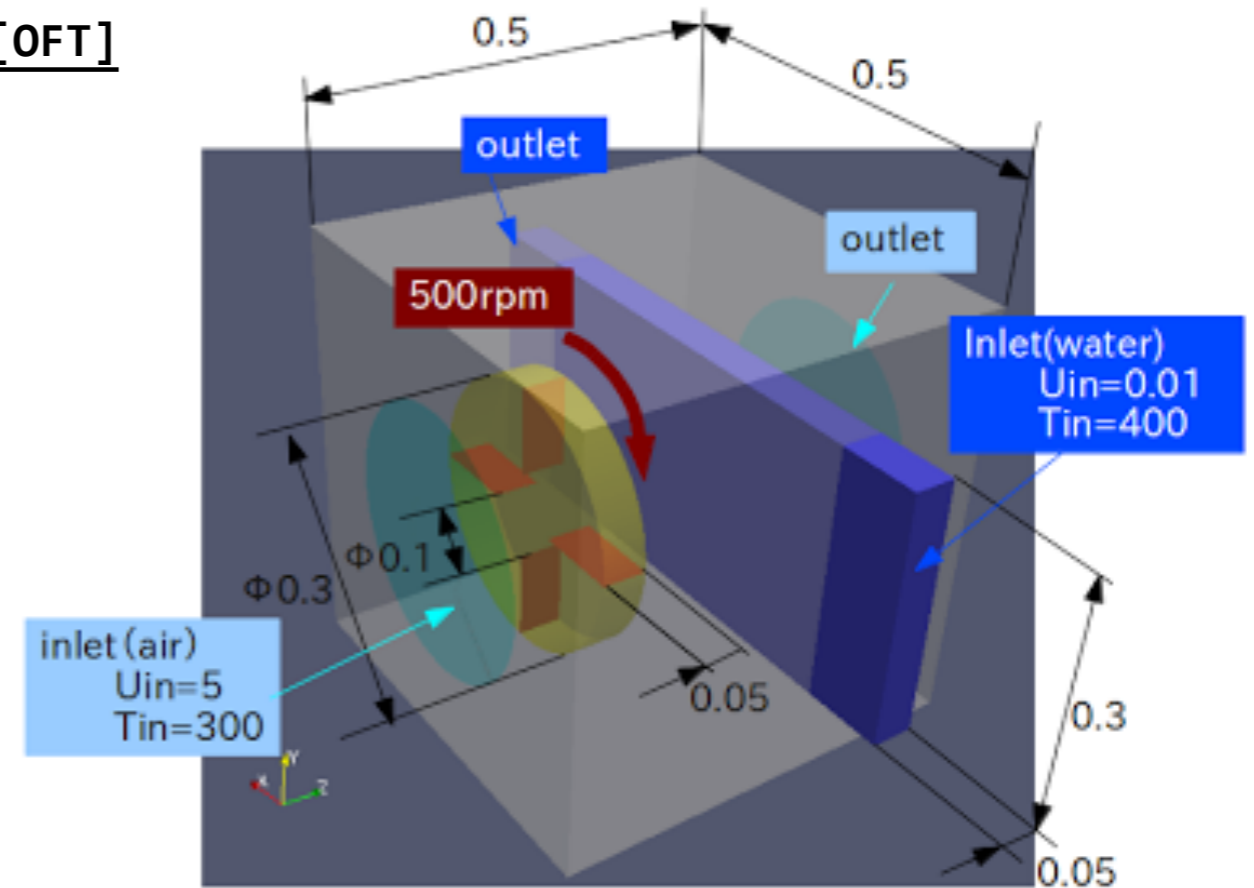 [OFT]
0.5
0.5
outlet
outlet
500rpm
Inlet(water)
Uin=0.01
Tin=400
Φ0.1
Φ0.3
inlet(air)
Uin=5
Tin=300
0.05
0.3
0.05
Y
X
Z